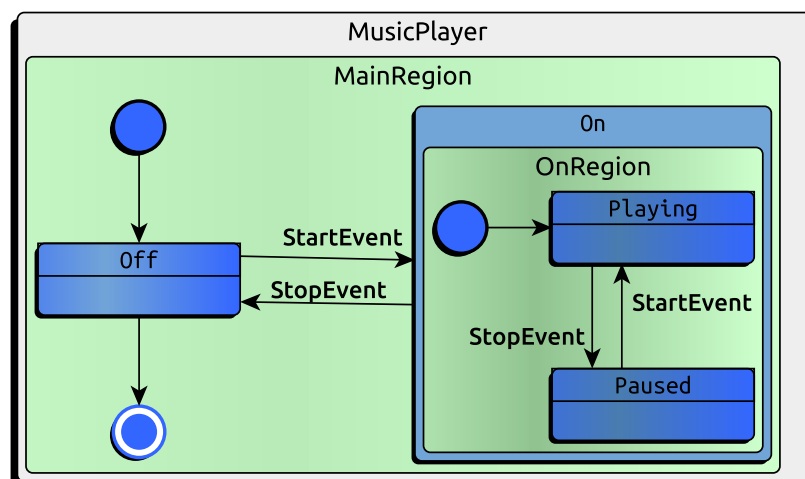 MusicPlayer
MainRegion
On
OnRegion
Playing
StartEvent
Off
StopEvent
StartEvent
StopEvent
Paused